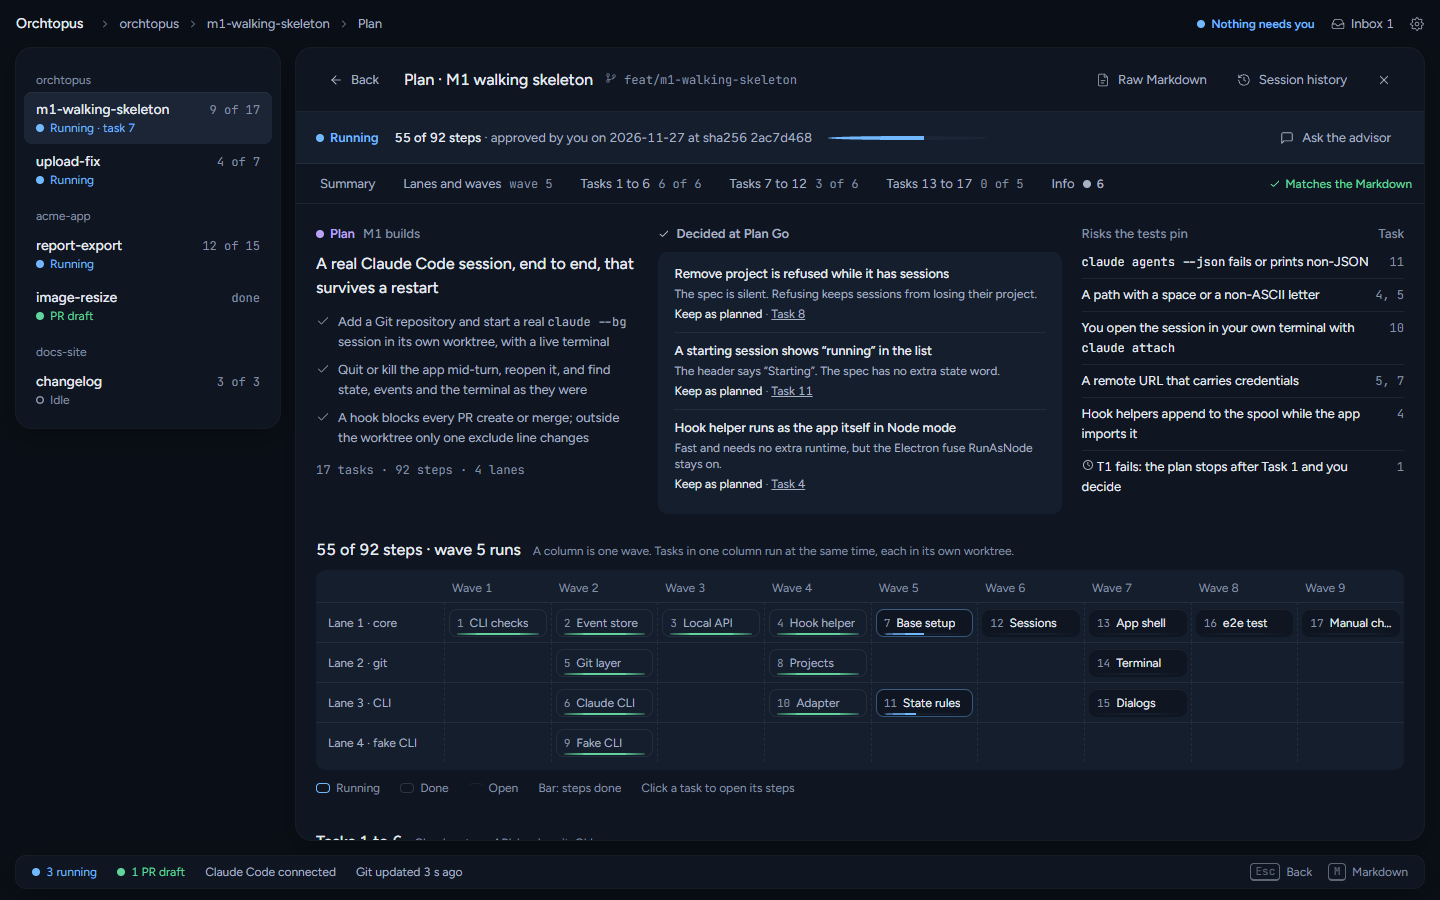 Orchtopus
orchtopus
m1-walking-skeleton
Plan
Nothing needs you
Inbox 1
orchtopus
m1-walking-skeleton 9 of 17
Running · task 7
upload-fix 4 of 7
Running
acme-app
report-export 12 of 15
Running
image-resize done
PR draft
docs-site
changelog 3 of 3
Idle
Back
Plan · M1 walking skeleton
feat/m1-walking-skeleton
Raw Markdown
Session history
Running
55 of 92 steps · approved by you on 2026-11-27 at sha256 2ac7d468
Ask the advisor
Summary
Lanes and waves wave 5
Tasks 1 to 6 6 of 6
Tasks 7 to 12 3 of 6
Tasks 13 to 17 0 of 5
Info 6
Matches the Markdown
Plan M1 builds
A real Claude Code session, end to end, that
survives a restart
Add a Git repository and start a real claude --bg
session in its own worktree, with a live terminal
Quit or kill the app mid-turn, reopen it, and find
state, events and the terminal as they were
A hook blocks every PR create or merge; outside
the worktree only one exclude line changes
17 tasks · 92 steps · 4 lanes
Decided at Plan Go
Remove project is refused while it has sessions
The spec is silent. Refusing keeps sessions from losing their project.
Keep as planned · Task 8
A starting session shows “running” in the list
The header says “Starting”. The spec has no extra state word.
Keep as planned · Task 11
Hook helper runs as the app itself in Node mode
Fast and needs no extra runtime, but the Electron fuse RunAsNode
stays on.
Keep as planned · Task 4
Risks the tests pin Task
claude agents --json fails or prints non-JSON 11
A path with a space or a non-ASCII letter 4, 5
You open the session in your own terminal with 10
claude attach
A remote URL that carries credentials 5, 7
Hook helpers append to the spool while the app 4
imports it
T1 fails: the plan stops after Task 1 and you 1
decide
55 of 92 steps · wave 5 runs
A column is one wave. Tasks in one column run at the same time, each in its own worktree.
Wave 1 Wave 2 Wave 3 Wave 4 Wave 5 Wave 6 Wave 7 Wave 8 Wave 9
Lane 1 · core 1 CLI checks 2 Event store 3 Local API 4 Hook helper 7 Base setup 12 Sessions 13 App shell 16 e2e test 17 Manual ch...
Lane 2 · git 5 Git layer 8 Projects 14 Terminal
Lane 3 · CLI 6 Claude CLI 10 Adapter 11 State rules 15 Dialogs
Lane 4 · fake CLI 9 Fake CLI
Running Done Open Bar: steps done Click a task to open its steps
Tasks 1 to 6
3 running
1 PR draft
Claude Code connected
Git updated 3 s ago
Esc Back
M Markdown